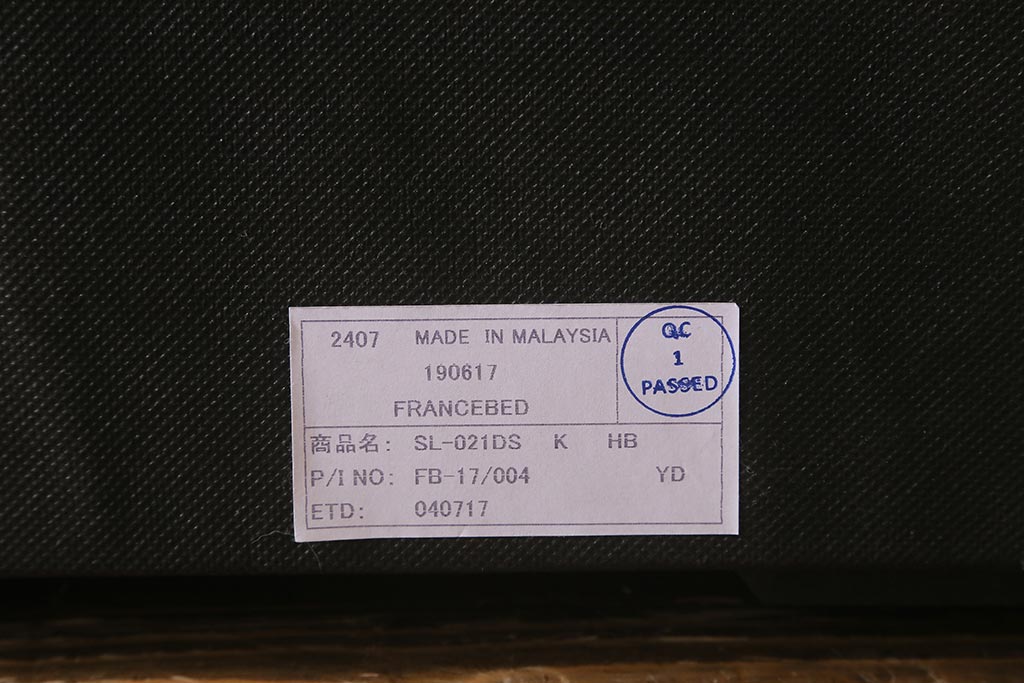 2407 MADE IN MALAYSIA
190617
FRANCEBED
QC
1
PASSED
商品名: SL-021DS K HB
P/I NO: FB-17/004 YD
ETD: 040717